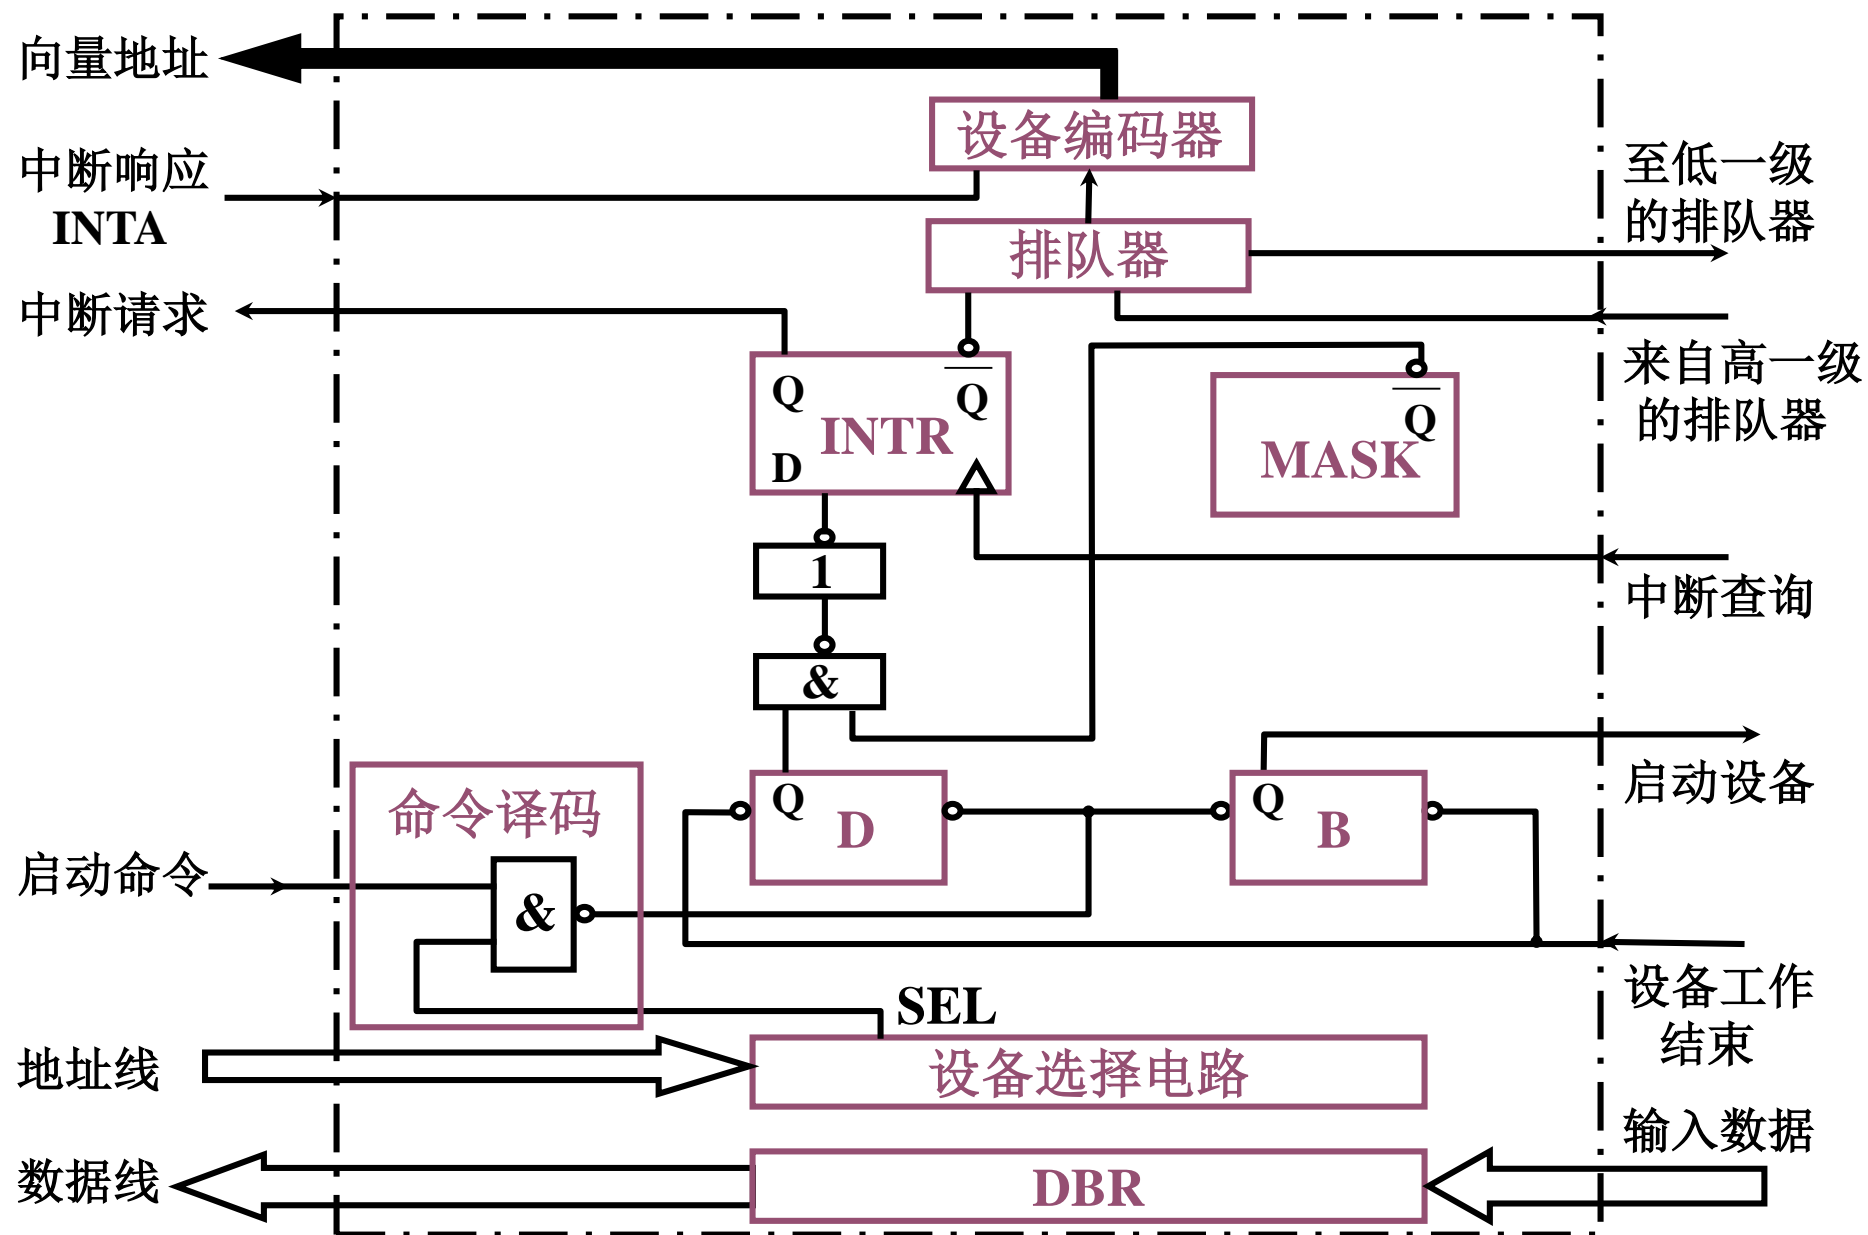 向量地址
设备编码器
中断响应
INTA
至低一级
的排队器
排队器
中断请求
来自高一级
的排队器
Q
Q
INTR
D
Q
MASK
1
中断查询
&
启动设备
命令译码
Q
D
Q
B
启动命令
&
SEL
设备工作
结束
地址线
设备选择电路
输入数据
数据线
DBR